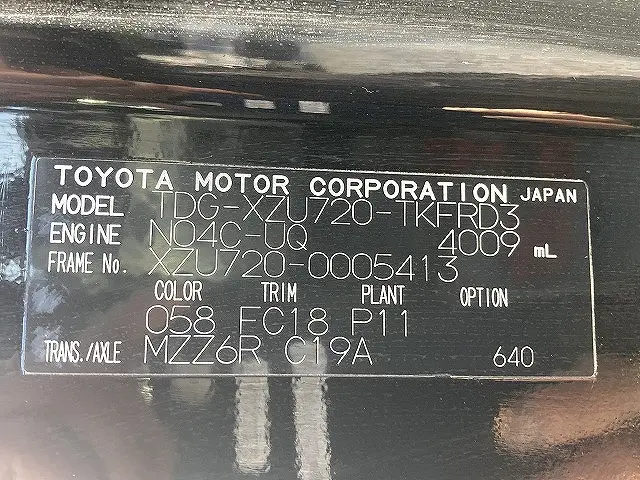 TOYOTA MOTOR CORPORATION JAPAN
MODEL TDG-XZU720-TKFRD3
ENGINE N04C-UQ 4009 mL
FRAME No. XZU720-0005413
COLOR TRIM PLANT OPTION
058 FC18 P11
TRANS./AXLE MZZ6R C19A 640